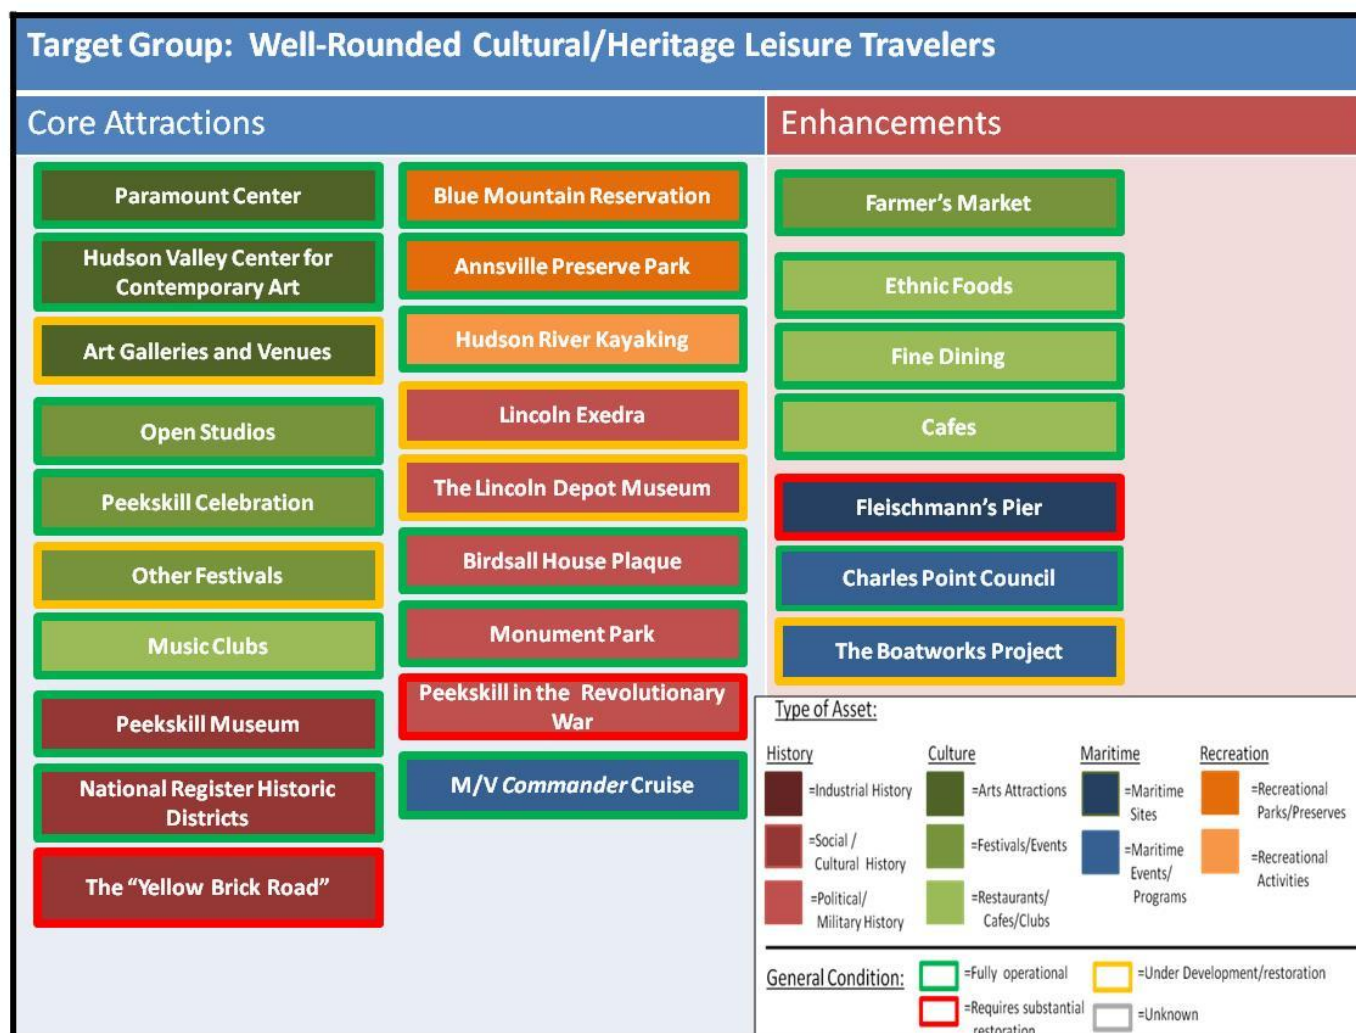 Target Group: Well-Rounded Cultural/Heritage Leisure Travelers
Core Attractions
Paramount Center
Hudson Valley Center for
Contemporary Art
Art Galleries and Venues
Open Studios
Peekskill Celebration
Other Festivals
Music Clubs
Peekskill Museum
National Register Historic
Districts
The “Yellow Brick Road”
Blue Mountain Reservation
Annsville Preserve Park
Hudson River Kayaking
Lincoln Exedra
The Lincoln Depot Museum
Birdsall House Plaque
Monument Park
Peekskill in the Revolutionary
War
M/V Commander Cruise
Enhancements
Farmer’s Market
Ethnic Foods
Fine Dining
Cafes
Fleischmann’s Pier
Charles Point Council
The Boatworks Project
Type of Asset:
History
=Industrial History
=Social /
Cultural History
=Political/
Military History
Culture
=Arts Attractions
=Festivals/Events
=Restaurants/
Cafes/Clubs
Maritime
=Maritime
Sites
=Maritime
Events/
Programs
Recreation
=Recreational
Parks/Preserves
=Recreational
Activities
General Condition:
=Fully operational
=Requires substantial
restoration
=Under Development/restoration
=Unknown